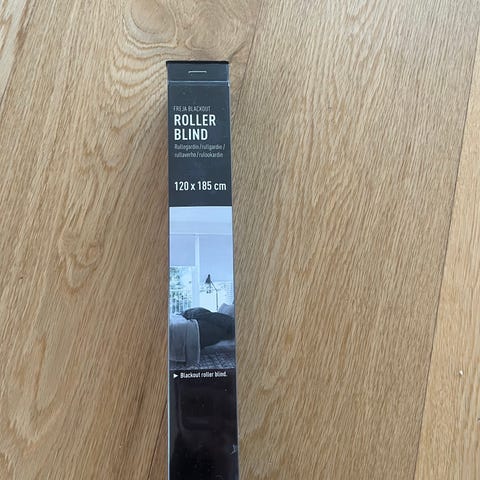 FREJA BLACKOUT
ROLLER
BLIND
Rullegardin/rullgardin/
rullaverho/rulookardin
120 x 185 cm
► Blackout roller blind.